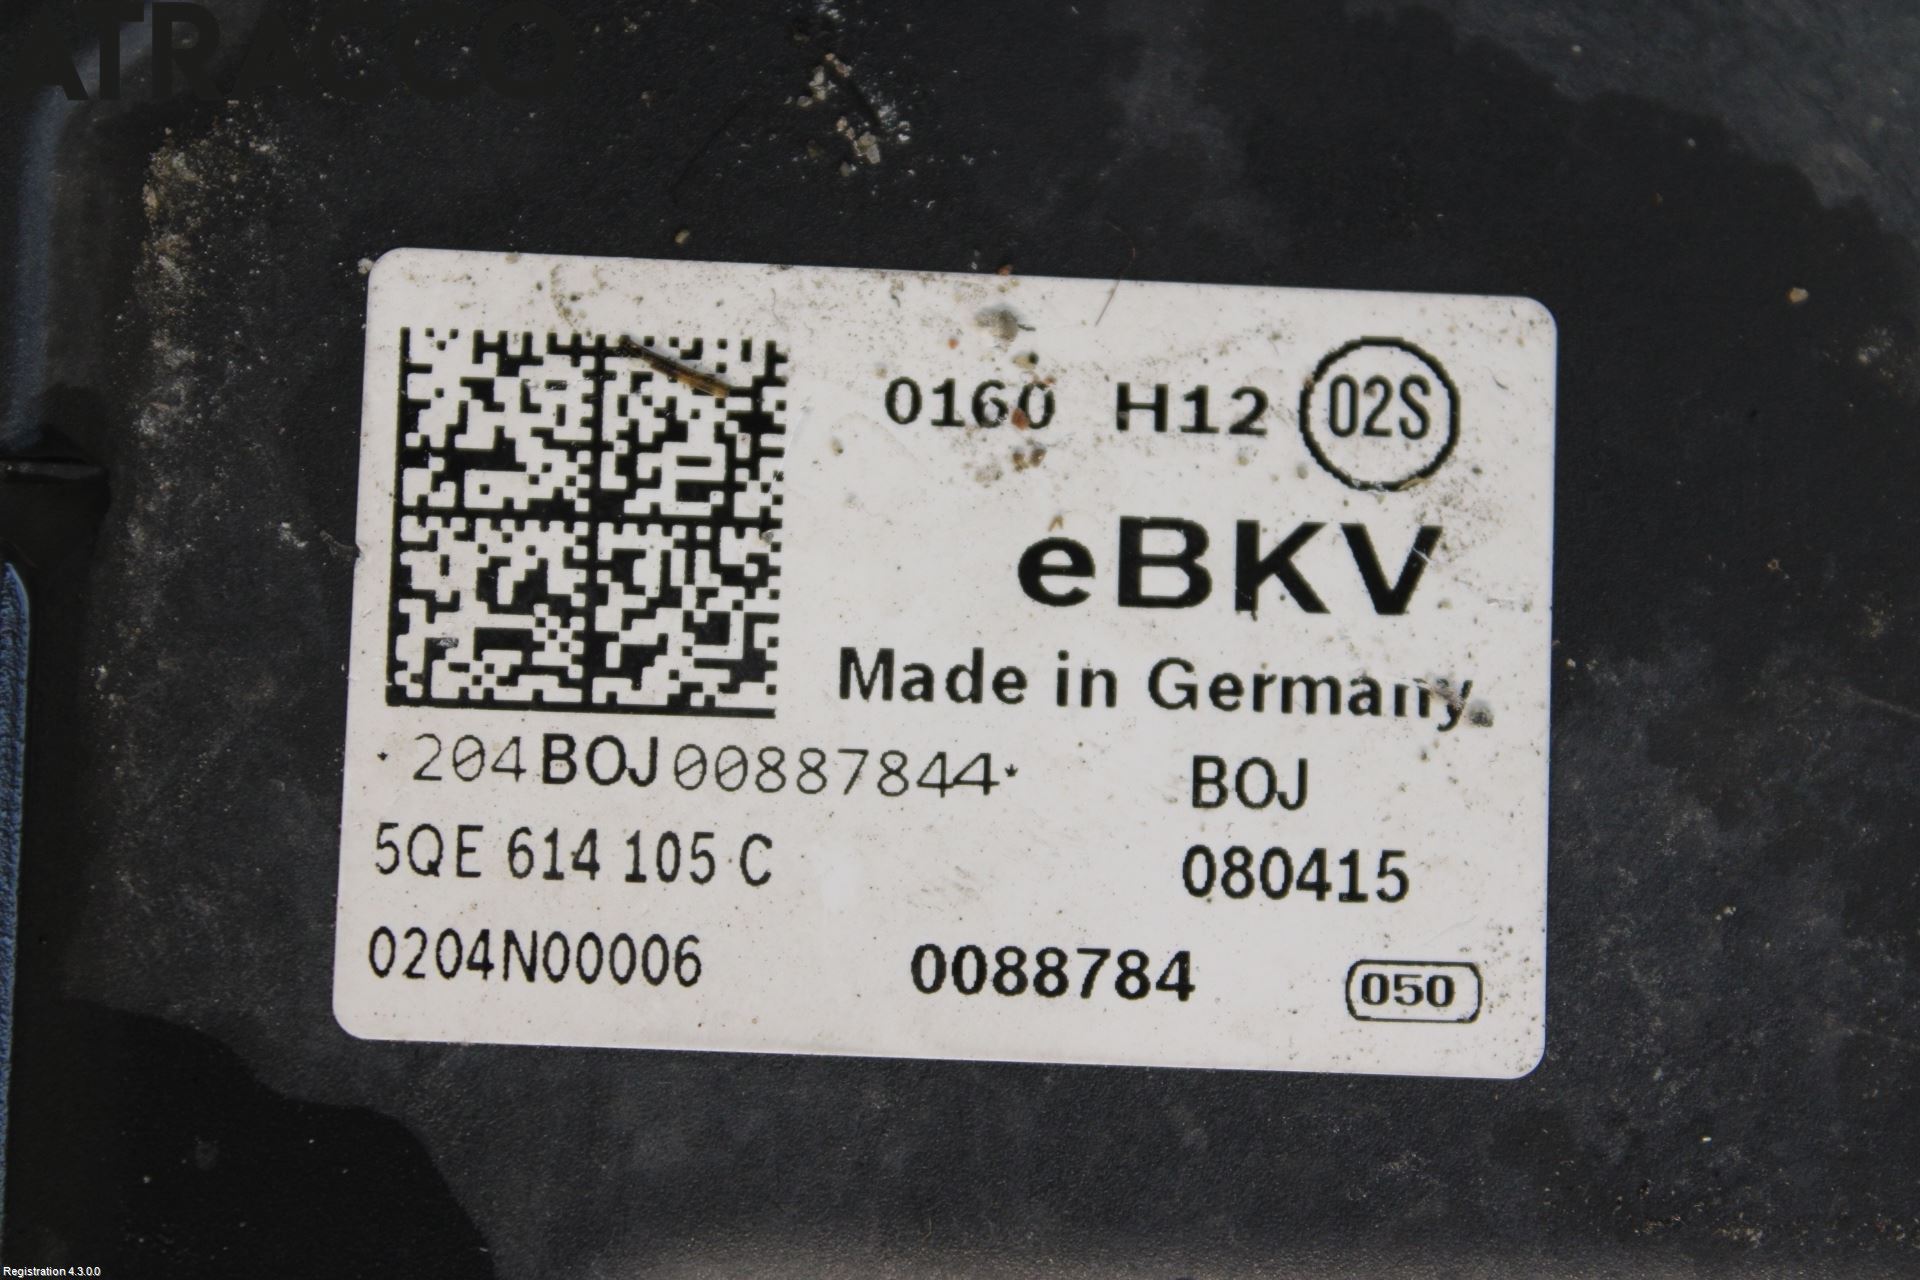 ATRACCO
0160 H12 02S
eBKV
Made in Germany
*204BOJ00887844*
BOJ
5QE 614 105 C
080415
0204N00006
0088784
050
Registration 4.3.0.0